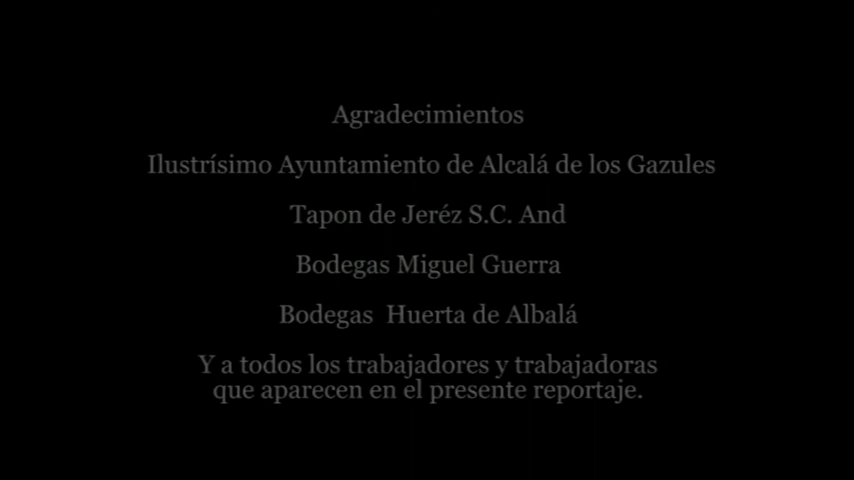 Agradecimientos
Ilustrísimo Ayuntamiento de Alcalá de los Gazules
Tapon de Jeréz S.C. And
Bodegas Miguel Guerra
Bodegas Huerta de Albalá
Y a todos los trabajadores y trabajadoras
que aparecen en el presente reportaje.